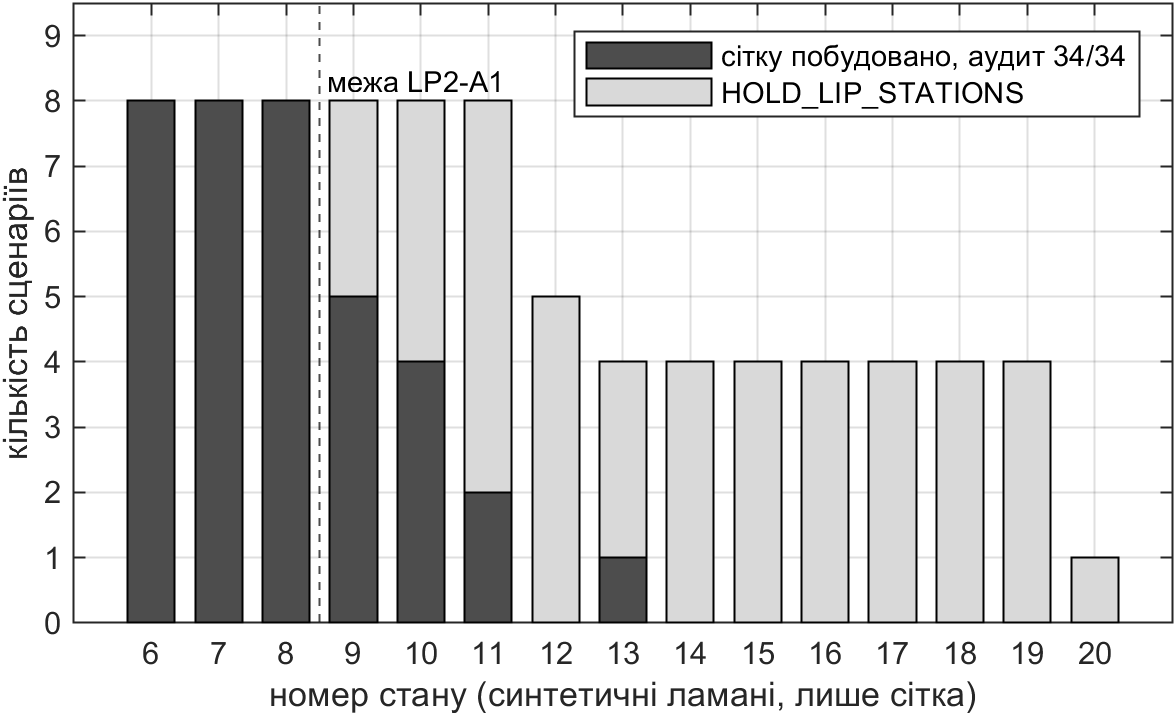 сітку побудовано, аудит 34/34
HOLD_LIP_STATIONS
межа LP2-A1
кількість сценаріїв
9
8
7
6
5
4
3
2
1
0
6 7 8 9 10 11 12 13 14 15 16 17 18 19 20
номер стану (синтетичні ламані, лише сітка)